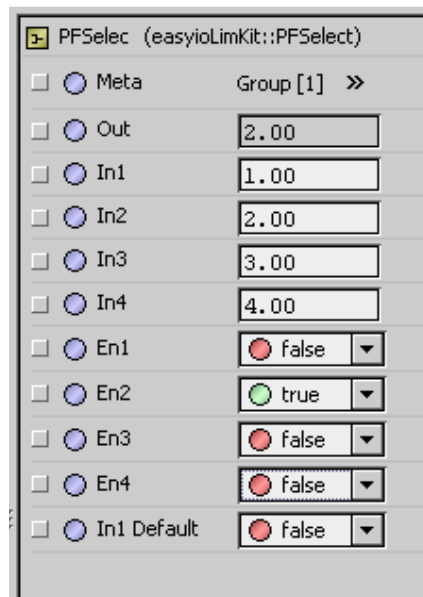 PFSelec (easyioLimKit::PFSelect)
Meta Group [1] »
Out 2.00
In1 1.00
In2 2.00
In3 3.00
In4 4.00
En1 false
En2 true
En3 false
En4 false
In1 Default false